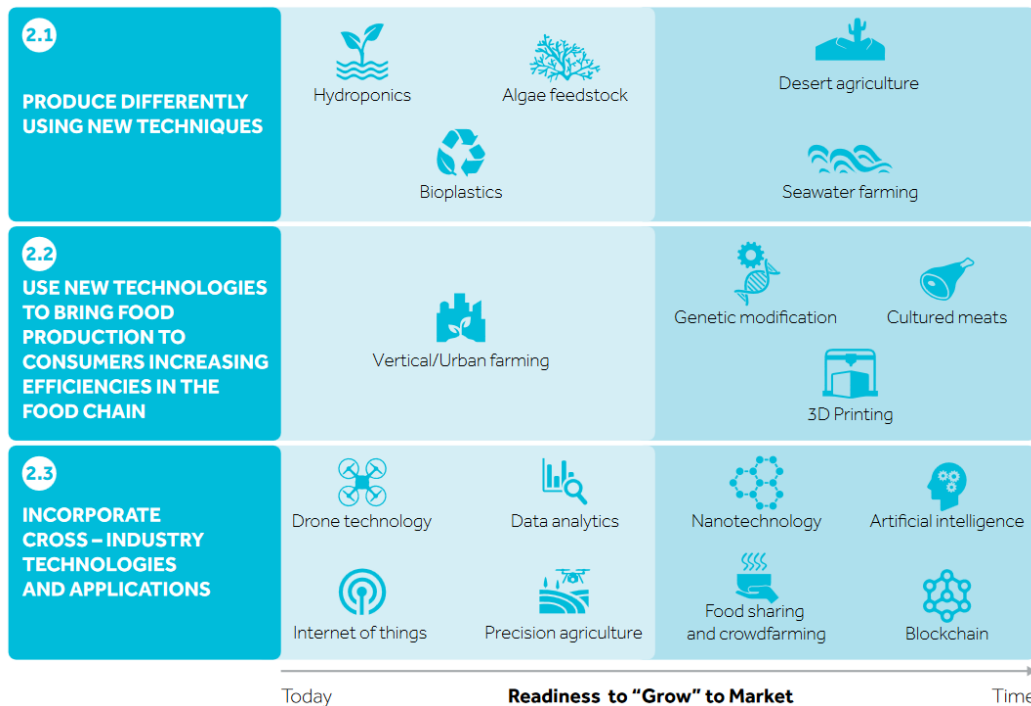 2.1
PRODUCE DIFFERENTLY
USING NEW TECHNIQUES
Hydroponics
Algae feedstock
Bioplastics
Desert agriculture
Seawater farming
2.2
USE NEW TECHNOLOGIES
TO BRING FOOD
PRODUCTION TO
CONSUMERS INCREASING
EFFICIENCIES IN THE
FOOD CHAIN
Vertical/Urban farming
Genetic modification
Cultured meats
3D Printing
2.3
INCORPORATE
CROSS – INDUSTRY
TECHNOLOGIES
AND APPLICATIONS
Drone technology
Data analytics
Internet of things
Precision agriculture
Nanotechnology
Artificial intelligence
Food sharing
and crowdfarming
Blockchain
Today
Readiness to “Grow” to Market
Time